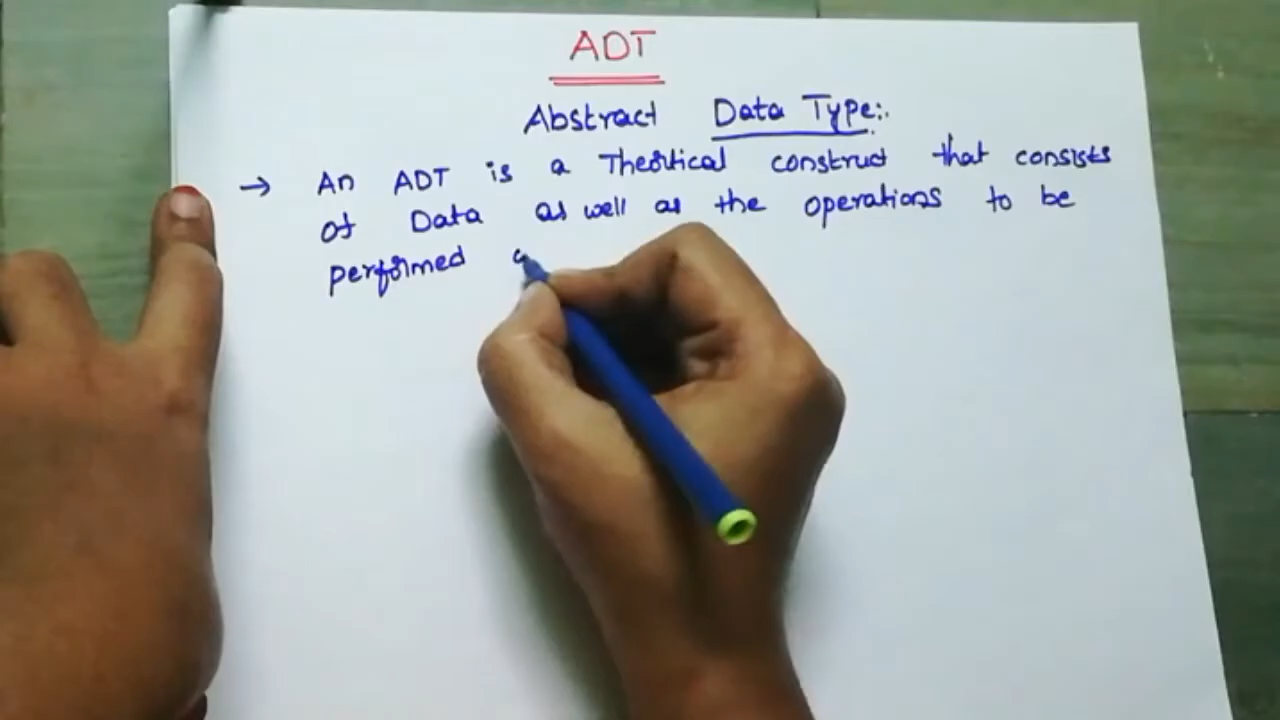 ADT
Abstract Data Type:.
→ An ADT is a Theortical construct that consists
of Data as well as the operations to be
performed